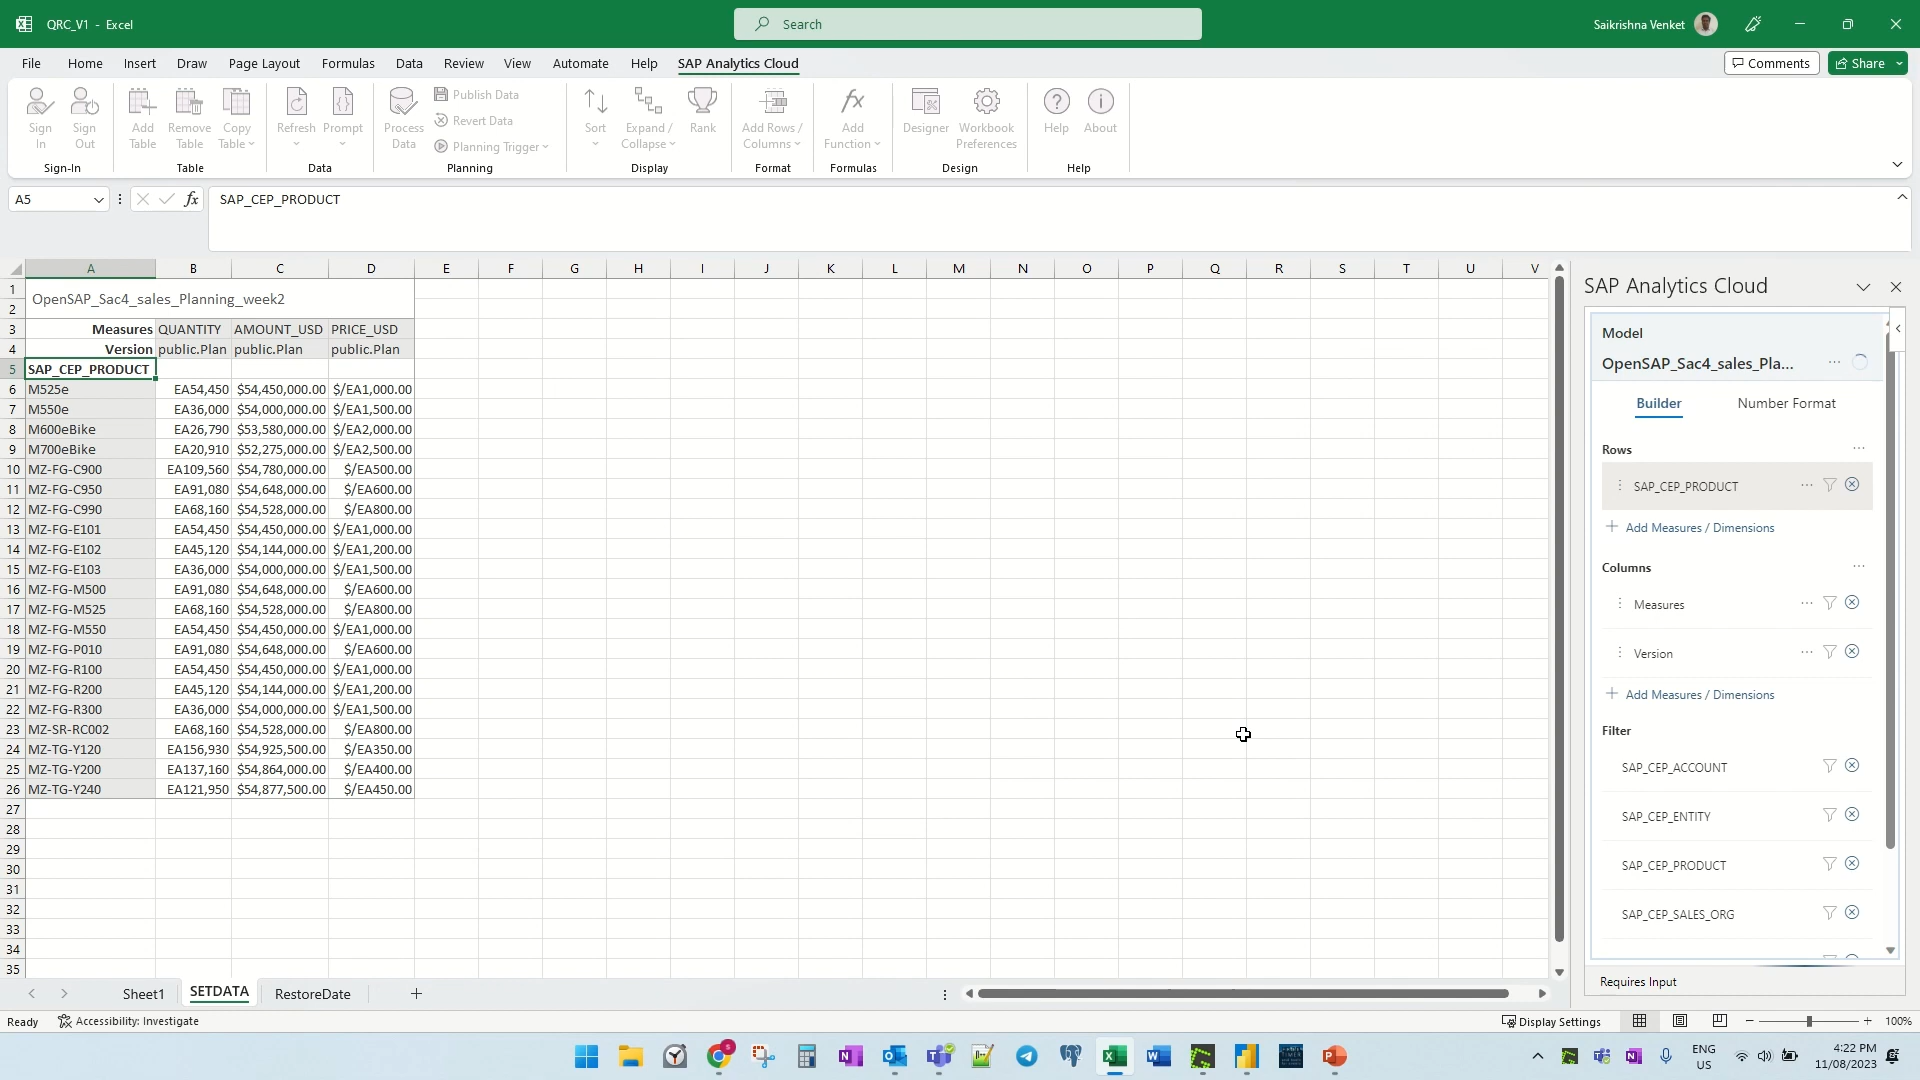 QRC_V1 - Excel
Search
Saikrishna Venket
File Home Insert Draw Page Layout Formulas Data Review View Automate Help SAP Analytics Cloud
Comments Share
Sign In
Sign Out
Add Table
Remove Table
Copy Table
Refresh
Prompt
Process Data
Publish Data
Revert Data
Planning Trigger
Sort
Expand / Collapse
Rank
Add Rows / Columns
Add Function
Designer
Workbook Preferences
Help
About
Sign-In Table Data Planning Display Format Formulas Design Help
A5 fx SAP_CEP_PRODUCT
A B C D E F G H I J K L M N O P Q R S T U V
1
OpenSAP_Sac4_sales_Planning_week2
2
3 Measures QUANTITY AMOUNT_USD PRICE_USD
4 Version public.Plan public.Plan public.Plan
5 SAP_CEP_PRODUCT
6 M525e EA54,450 $54,450,000.00 $/EA1,000.00
7 M550e EA36,000 $54,000,000.00 $/EA1,500.00
8 M600eBike EA26,790 $53,580,000.00 $/EA2,000.00
9 M700eBike EA20,910 $52,275,000.00 $/EA2,500.00
10 MZ-FG-C900 EA109,560 $54,780,000.00 $/EA500.00
11 MZ-FG-C950 EA91,080 $54,648,000.00 $/EA600.00
12 MZ-FG-C990 EA68,160 $54,528,000.00 $/EA800.00
13 MZ-FG-E101 EA54,450 $54,450,000.00 $/EA1,000.00
14 MZ-FG-E102 EA45,120 $54,144,000.00 $/EA1,200.00
15 MZ-FG-E103 EA36,000 $54,000,000.00 $/EA1,500.00
16 MZ-FG-M500 EA91,080 $54,648,000.00 $/EA600.00
17 MZ-FG-M525 EA68,160 $54,528,000.00 $/EA800.00
18 MZ-FG-M550 EA54,450 $54,450,000.00 $/EA1,000.00
19 MZ-FG-P010 EA91,080 $54,648,000.00 $/EA600.00
20 MZ-FG-R100 EA54,450 $54,450,000.00 $/EA1,000.00
21 MZ-FG-R200 EA45,120 $54,144,000.00 $/EA1,200.00
22 MZ-FG-R300 EA36,000 $54,000,000.00 $/EA1,500.00
23 MZ-SR-RC002 EA68,160 $54,528,000.00 $/EA800.00
24 MZ-TG-Y120 EA156,930 $54,925,500.00 $/EA350.00
25 MZ-TG-Y200 EA137,160 $54,864,000.00 $/EA400.00
26 MZ-TG-Y240 EA121,950 $54,877,500.00 $/EA450.00
27
28
29
30
31
32
33
34
35
SAP Analytics Cloud
Model
OpenSAP_Sac4_sales_Pla...
Builder Number Format
Rows
SAP_CEP_PRODUCT
Add Measures / Dimensions
Columns
Measures
Version
Add Measures / Dimensions
Filter
SAP_CEP_ACCOUNT
SAP_CEP_ENTITY
SAP_CEP_PRODUCT
SAP_CEP_SALES_ORG
Requires Input
Sheet1 SETDATA RestoreDate
Ready Accessibility: Investigate Display Settings 100%
ENG
US
4:22 PM
11/08/2023